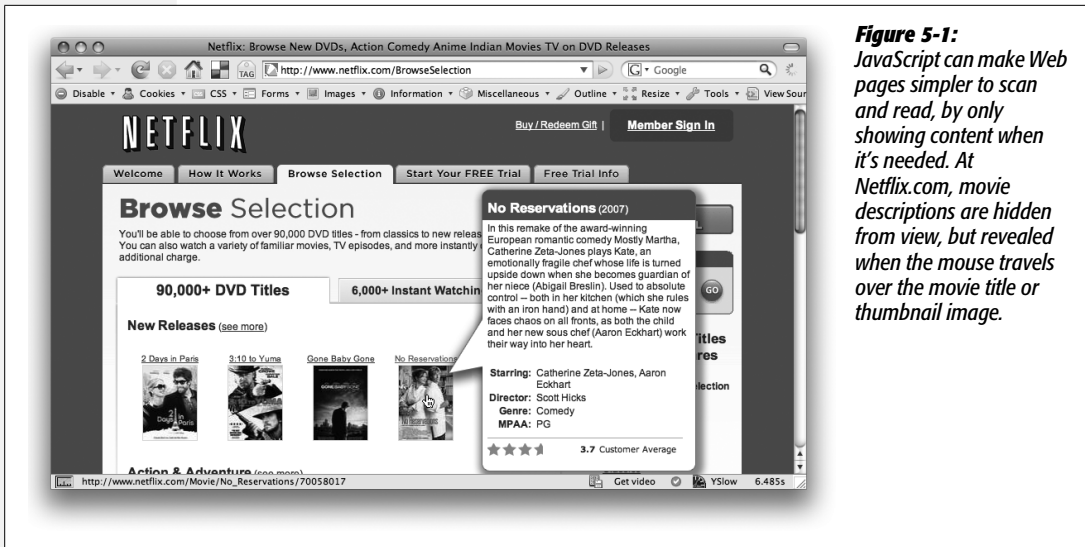 Netflix: Browse New DVDs, Action Comedy Anime Indian Movies TV on DVD Releases
TAG http://www.netflix.com/BrowseSelection G Google
Disable Cookies CSS Forms Images Information Miscellaneous Outline Resize Tools View Sour
NETFLIX
Buy / Redeem Gift | Member Sign In
Welcome How It Works Browse Selection Start Your FREE Trial Free Trial Info
Browse Selection
You'll be able to choose from over 90,000 DVD titles - from classics to new releas
You can also watch a variety of familiar movies, TV episodes, and more instantly
additional charge.
90,000+ DVD Titles 6,000+ Instant Watchin
GO
New Releases (see more)
2 Days in Paris 3:10 to Yuma Gone Baby Gone No Reservations
Action & Adventure (see more)
No Reservations (2007)
In this remake of the award-winning
European romantic comedy Mostly Martha,
Catherine Zeta-Jones plays Kate, an
emotionally fragile chef whose life is turned
upside down when she becomes guardian of
her niece (Abigail Breslin). Used to absolute
control -- both in her kitchen (which she rules
with an iron hand) and at home -- Kate now
faces chaos on all fronts, as both the child
and her new sous chef (Aaron Eckhart) work
their way into her heart.
Starring: Catherine Zeta-Jones, Aaron
Eckhart
Director: Scott Hicks
Genre: Comedy
MPAA: PG
3.7 Customer Average
http://www.netflix.com/Movie/No_Reservations/70058017 Get video YSlow 6.485s
Figure 5-1:
JavaScript can make Web
pages simpler to scan
and read, by only
showing content when
it's needed. At
Netflix.com, movie
descriptions are hidden
from view, but revealed
when the mouse travels
over the movie title or
thumbnail image.